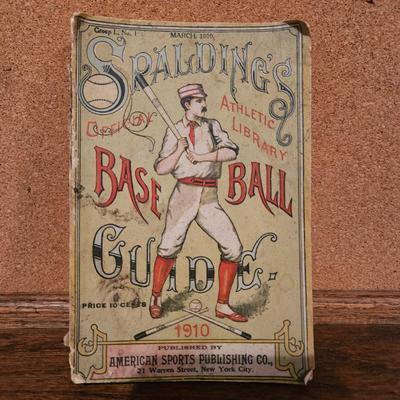 Group I., No. 1
MARCH, 1910,
SPALDING'S
OFFICIAL ATHLETIC
LIBRARY
BASE BALL
GUIDE.
PRICE 10 CENTS
1910
PUBLISHED BY
AMERICAN SPORTS PUBLISHING CO.,
21 Warren Street, New York City.